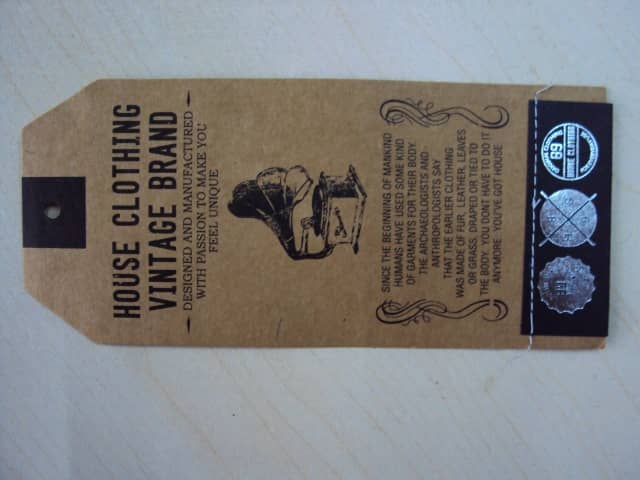 HOUSE CLOTHING
VINTAGE BRAND
DESIGNED AND MANUFACTURED
WITH PASSION TO MAKE YOU
FEEL UNIQUE
SINCE THE BEGINNING OF MANKIND
HUMANS HAVE USED SOME KIND
OF GARMENTS FOR THEIR BODY.
THE ARCHAEOLOGISTS AND
ANTHROPOLOGISTS SAY
THAT THE EARLIER CLOTHING
WAS MADE OF FUR, LEATHER, LEAVES
OR GRASS, DRAPED OR TIED TO
THE BODY. YOU DONT HAVE TO DO IT
ANYMORE. YOU'VE GOT HOUSE
89
HOUSE CLOTHING